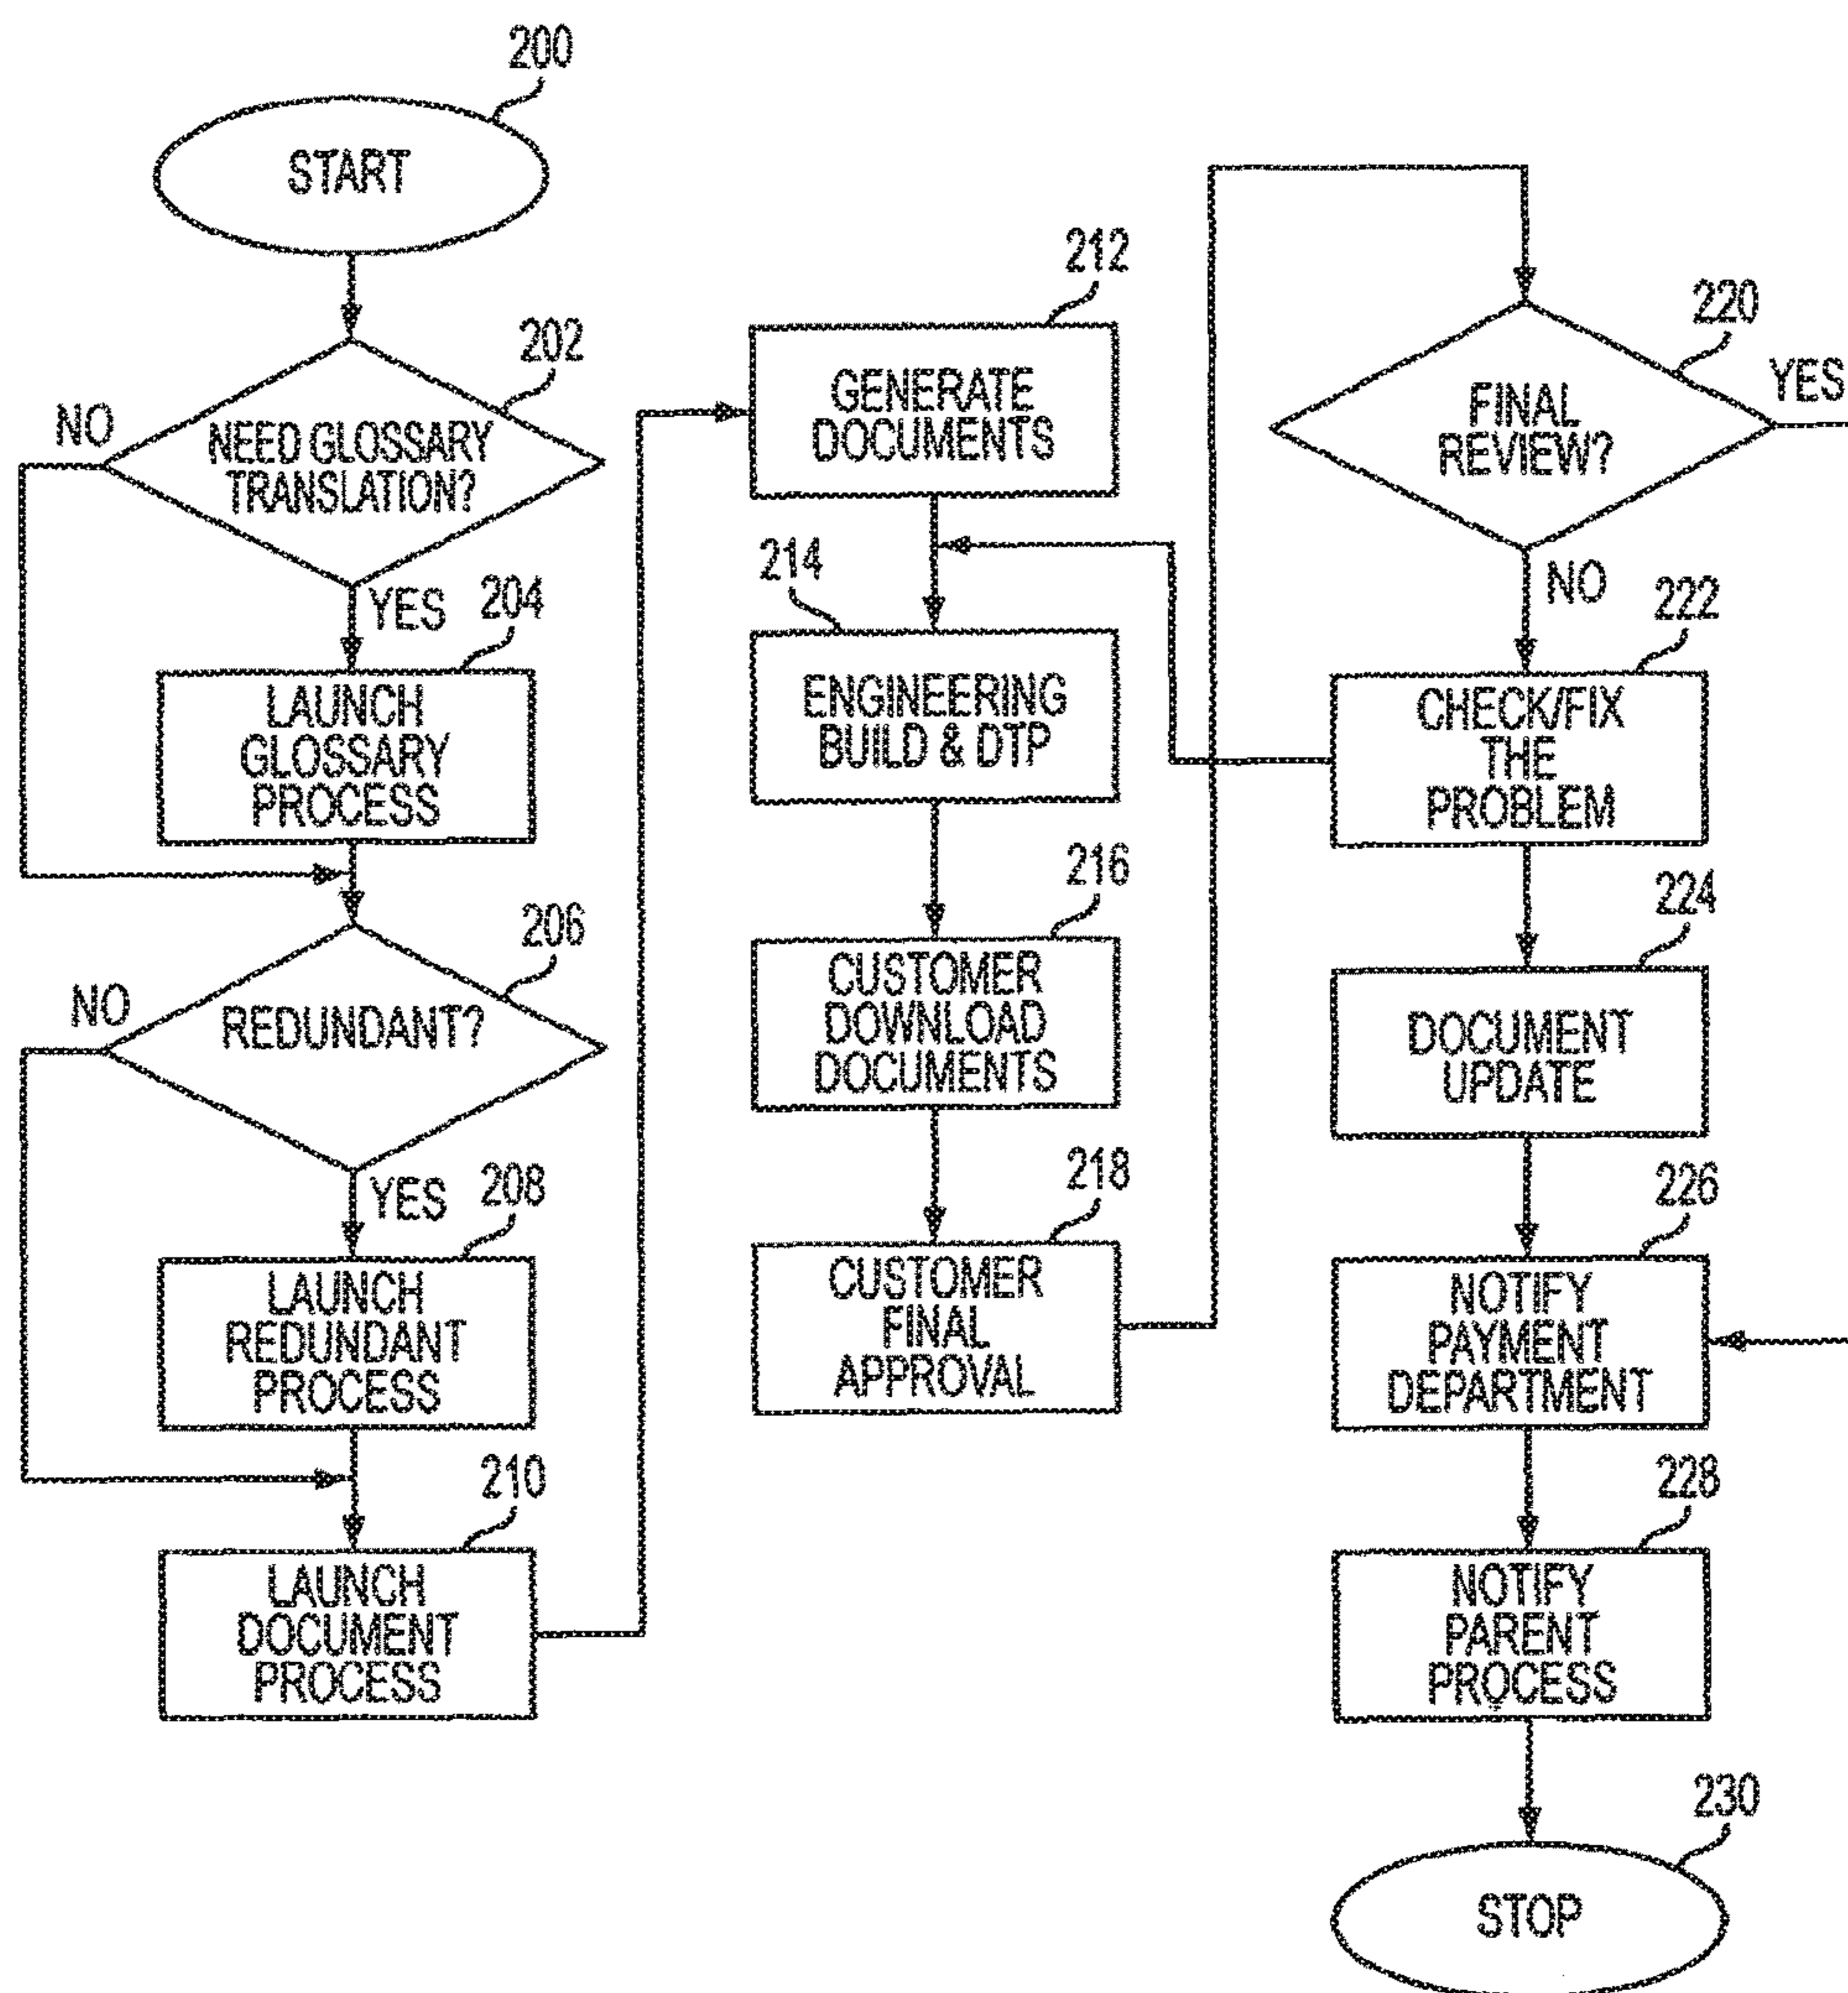 200
START
202
NO
NEED GLOSSARY
TRANSLATION?
YES
204
LAUNCH
GLOSSARY
PROCESS
206
NO
REDUNDANT?
YES
208
LAUNCH
REDUNDANT
PROCESS
210
LAUNCH
DOCUMENT
PROCESS
212
GENERATE
DOCUMENTS
214
ENGINEERING
BUILD & DTP
216
CUSTOMER
DOWNLOAD
DOCUMENTS
218
CUSTOMER
FINAL
APPROVAL
220
YES
FINAL
REVIEW?
NO
222
CHECK/FIX
THE
PROBLEM
224
DOCUMENT
UPDATE
226
NOTIFY
PAYMENT
DEPARTMENT
228
NOTIFY
PARENT
PROCESS
230
STOP